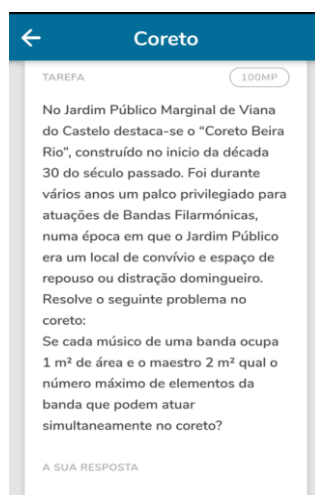 Coreto
TAREFA 100MP
No Jardim Público Marginal de Viana
do Castelo destaca-se o “Coreto Beira
Rio”, construído no inicio da década
30 do século passado. Foi durante
vários anos um palco privilegiado para
atuações de Bandas Filarmónicas,
numa época em que o Jardim Público
era um local de convívio e espaço de
repouso ou distração domingueiro.
Resolve o seguinte problema no
coreto:
Se cada músico de uma banda ocupa
1 m² de área e o maestro 2 m² qual o
número máximo de elementos da
banda que podem atuar
simultaneamente no coreto?
A SUA RESPOSTA